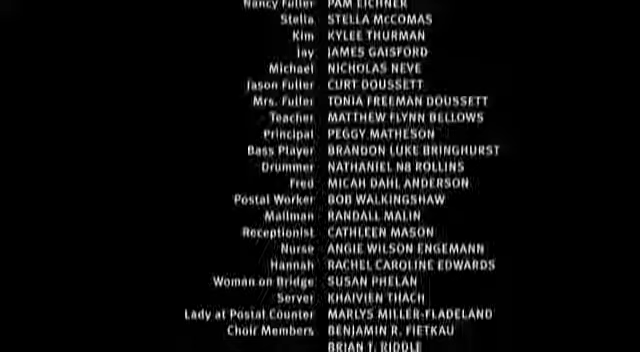 Nancy Fuller PAM EICHNER
Stella STELLA McCOMAS
Kim KYLEE THURMAN
Jay JAMES GAISFORD
Michael NICHOLAS NEVE
Jason Fuller CURT DOUSSETT
Mrs. Fuller TONIA FREEMAN DOUSSETT
Teacher MATTHEW FLYNN BELLOWS
Principal PEGGY MATHESON
Bass Player BRANDON LUKE BRINGHURST
Drummer NATHANIEL NB ROLLINS
Fred MICAH DAHL ANDERSON
Postal Worker BOB WALKINGSHAW
Mailman RANDALL MALIN
Receptionist CATHLEEN MASON
Nurse ANGIE WILSON ENGEMANN
Hannah RACHEL CAROLINE EDWARDS
Woman on Bridge SUSAN PHELAN
Server KHAIVIEN THACH
Lady at Postal Counter MARLYS MILLER-FLADELAND
Choir Members BENJAMIN R. FIETKAU
BRIAN T. RIDDLE